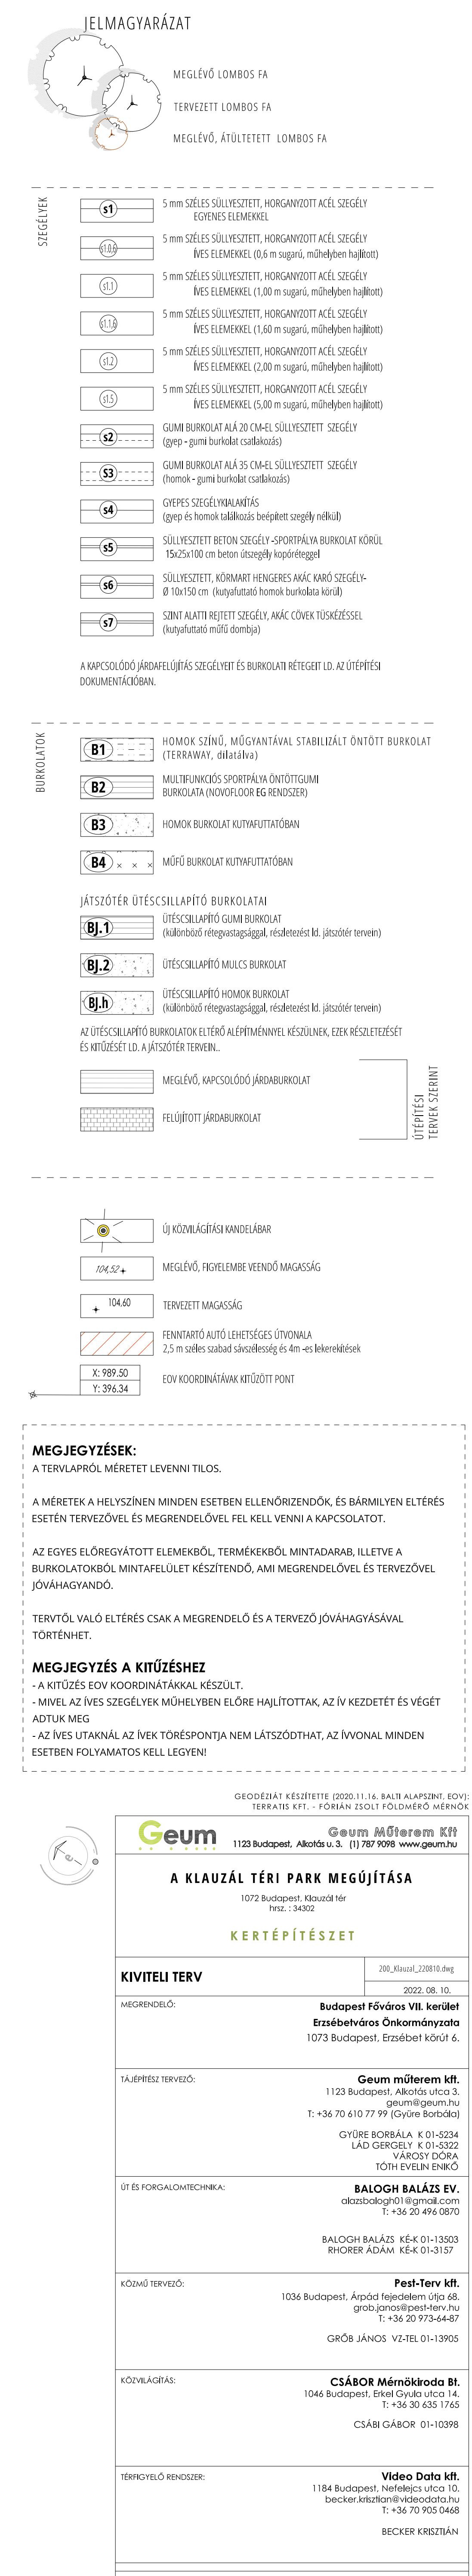 JELMAGYARÁZAT
MEGLÉVŐ LOMBOS FA
TERVEZETT LOMBOS FA
MEGLÉVŐ, ÁTÜLTETETT LOMBOS FA
SZEGÉLYEK
s1
5 mm SZÉLES SÜLLYESZTETT, HORGANYZOTT ACÉL SZEGÉLY
EGYENES ELEMEKKEL
s1.0,6
5 mm SZÉLES SÜLLYESZTETT, HORGANYZOTT ACÉL SZEGÉLY
ÍVES ELEMEKKEL (0,6 m sugarú, műhelyben hajlított)
s1.1
5 mm SZÉLES SÜLLYESZTETT, HORGANYZOTT ACÉL SZEGÉLY
ÍVES ELEMEKKEL (1,00 m sugarú, műhelyben hajlított)
s1.1,6
5 mm SZÉLES SÜLLYESZTETT, HORGANYZOTT ACÉL SZEGÉLY
ÍVES ELEMEKKEL (1,60 m sugarú, műhelyben hajlított)
s1.2
5 mm SZÉLES SÜLLYESZTETT, HORGANYZOTT ACÉL SZEGÉLY
ÍVES ELEMEKKEL (2,00 m sugarú, műhelyben hajlított)
s1.5
5 mm SZÉLES SÜLLYESZTETT, HORGANYZOTT ACÉL SZEGÉLY
ÍVES ELEMEKKEL (5,00 m sugarú, műhelyben hajlított)
s2
GUMI BURKOLAT ALÁ 20 CM-EL SÜLLYESZTETT SZEGÉLY
(gyep - gumi burkolat csatlakozás)
S3
GUMI BURKOLAT ALÁ 35 CM-EL SÜLLYESZTETT SZEGÉLY
(homok - gumi burkolat csatlakozás)
s4
GYEPES SZEGÉLYKIALAKÍTÁS
(gyep és homok találkozás beépített szegély nélkül)
s5
SÜLLYESZTETT BETON SZEGÉLY -SPORTPÁLYA BURKOLAT KÖRÜL
15x25x100 cm beton útszegély kopóréteggel
s6
SÜLLYESZTETT, KÖRMART HENGERES AKÁC KARÓ SZEGÉLY-
Ø 10x150 cm (kutyafuttató homok burkolata körül)
s7
SZINT ALATTI REJTETT SZEGÉLY, AKÁC CÖVEK TÜSKÉZÉSSEL
(kutyafuttató műfű dombja)
A KAPCSOLÓDÓ JÁRDAFELÚJÍTÁS SZEGÉLYEIT ÉS BURKOLATI RÉTEGEIT LD. AZ ÚTÉPÍTÉSI
DOKUMENTÁCIÓBAN.
BURKOLATOK
B1
HOMOK SZÍNŰ, MŰGYANTÁVAL STABILIZÁLT ÖNTÖTT BURKOLAT
(TERRAWAY, dilatálva)
B2
MULTIFUNKCIÓS SPORTPÁLYA ÖNTÖTTGUMI
BURKOLATA (NOVOFLOOR EG RENDSZER)
B3
HOMOK BURKOLAT KUTYAFUTTATÓBAN
B4
MŰFŰ BURKOLAT KUTYAFUTTATÓBAN
JÁTSZÓTÉR ÜTÉSCSILLAPÍTÓ BURKOLATAI
BJ.1
ÜTÉSCSILLAPÍTÓ GUMI BURKOLAT
(különböző rétegvastagsággal, részletezést ld. játszótér tervein)
BJ.2
ÜTÉSCSILLAPÍTÓ MULCS BURKOLAT
BJ.h
ÜTÉSCSILLAPÍTÓ HOMOK BURKOLAT
(különböző rétegvastagsággal, részletezést ld. játszótér tervein)
AZ ÜTÉSCSILLAPÍTÓ BURKOLATOK ELTÉRŐ ALÉPÍTMÉNNYEL KÉSZÜLNEK, EZEK RÉSZLETEZÉSÉT
ÉS KITŰZÉSÉT LD. A JÁTSZÓTÉR TERVEIN..
MEGLÉVŐ, KAPCSOLÓDÓ JÁRDABURKOLAT
FELÚJÍTOTT JÁRDABURKOLAT
ÚTÉPÍTÉSI
TERVEK SZERINT
ÚJ KÖZVILÁGÍTÁSI KANDELÁBAR
104,52
MEGLÉVŐ, FIGYELEMBE VEENDŐ MAGASSÁG
104.60
TERVEZETT MAGASSÁG
FENNTARTÓ AUTÓ LEHETSÉGES ÚTVONALA
2,5 m széles szabad sávszélesség és 4m -es lekerekítések
X: 989.50
Y: 396.34
EOV KOORDINÁTÁVAK KITŰZÖTT PONT
MEGJEGYZÉSEK:
A TERVLAPRÓL MÉRETET LEVENNI TILOS.
A MÉRETEK A HELYSZÍNEN MINDEN ESETBEN ELLENŐRIZENDŐK, ÉS BÁRMILYEN ELTÉRÉS
ESETÉN TERVEZŐVEL ÉS MEGRENDELŐVEL FEL KELL VENNI A KAPCSOLATOT.
AZ EGYES ELŐREGYÁTOTT ELEMEKBŐL, TERMÉKEKBŐL MINTADARAB, ILLETVE A
BURKOLATOKBÓL MINTAFELÜLET KÉSZÍTENDŐ, AMI MEGRENDELŐVEL ÉS TERVEZŐVEL
JÓVÁHAGYANDÓ.
TERVTŐL VALÓ ELTÉRÉS CSAK A MEGRENDELŐ ÉS A TERVEZŐ JÓVÁHAGYÁSÁVAL
TÖRTÉNHET.
MEGJEGYZÉS A KITŰZÉSHEZ
- A KITŰZÉS EOV KOORDINÁTÁKKAL KÉSZÜLT.
- MIVEL AZ ÍVES SZEGÉLYEK MŰHELYBEN ELŐRE HAJLÍTOTTAK, AZ ÍV KEZDETÉT ÉS VÉGÉT
ADTUK MEG
- AZ ÍVES UTAKNÁL AZ ÍVEK TÖRÉSPONTJA NEM LÁTSZÓDTHAT, AZ ÍVVONAL MINDEN
ESETBEN FOLYAMATOS KELL LEGYEN!
GEODÉZIÁT KÉSZÍTETTE (2020.11.16. BALTI ALAPSZINT, EOV):
TERRATIS KFT. - FÓRIÁN ZSOLT FÖLDMÉRŐ MÉRNÖK
Geum
Geum Műterem Kft
1123 Budapest, Alkotás u. 3. (1) 787 9098 www.geum.hu
A KLAUZÁL TÉRI PARK MEGÚJÍTÁSA
1072 Budapest, Klauzál tér
hrsz. : 34302
KERTÉPÍTÉSZET
KIVITELI TERV
200_Klauzal_220810.dwg
2022. 08. 10.
MEGRENDELŐ:
Budapest Főváros VII. kerület
Erzsébetváros Önkormányzata
1073 Budapest, Erzsébet körút 6.
TÁJÉPÍTÉSZ TERVEZŐ:
Geum műterem kft.
1123 Budapest, Alkotás utca 3.
geum@geum.hu
T: +36 70 610 77 99 (Gyüre Borbála)
GYÜRE BORBÁLA K 01-5234
LÁD GERGELY K 01-5322
VÁROSY DÓRA
TÓTH EVELIN ENIKŐ
ÚT ÉS FORGALOMTECHNIKA:
BALOGH BALÁZS EV.
alazsbalogh01@gmail.com
T: +36 20 496 0870
BALOGH BALÁZS KÉ-K 01-13503
RHORER ÁDÁM KÉ-K 01-3157
KÖZMŰ TERVEZŐ:
Pest-Terv kft.
1036 Budapest, Árpád fejedelem útja 68.
grob.janos@pest-terv.hu
T: +36 20 973-64-87
GRŐB JÁNOS VZ-TEL 01-13905
KÖZVILÁGÍTÁS:
CSÁBOR Mérnökiroda Bt.
1046 Budapest, Erkel Gyula utca 14.
T: +36 30 635 1765
CSÁBI GÁBOR 01-10398
TÉRFIGYELŐ RENDSZER:
Video Data kft.
1184 Budapest, Nefelejcs utca 10.
becker.krisztian@videodata.hu
T: +36 70 905 0468
BECKER KRISZTIÁN